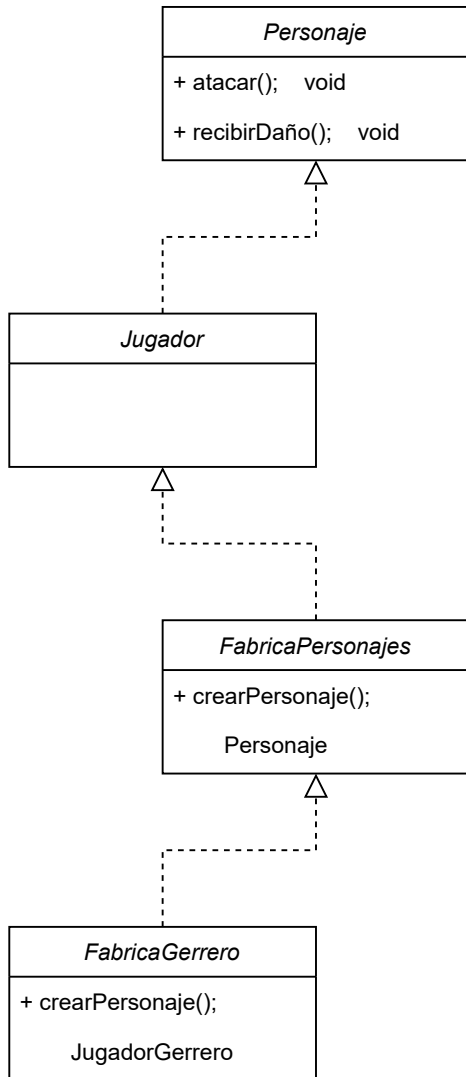 Personaje
+ atacar(); void
+ recibirDaño(); void
Jugador
FabricaPersonajes
+ crearPersonaje();
Personaje
FabricaGerrero
+ crearPersonaje();
JugadorGerrero